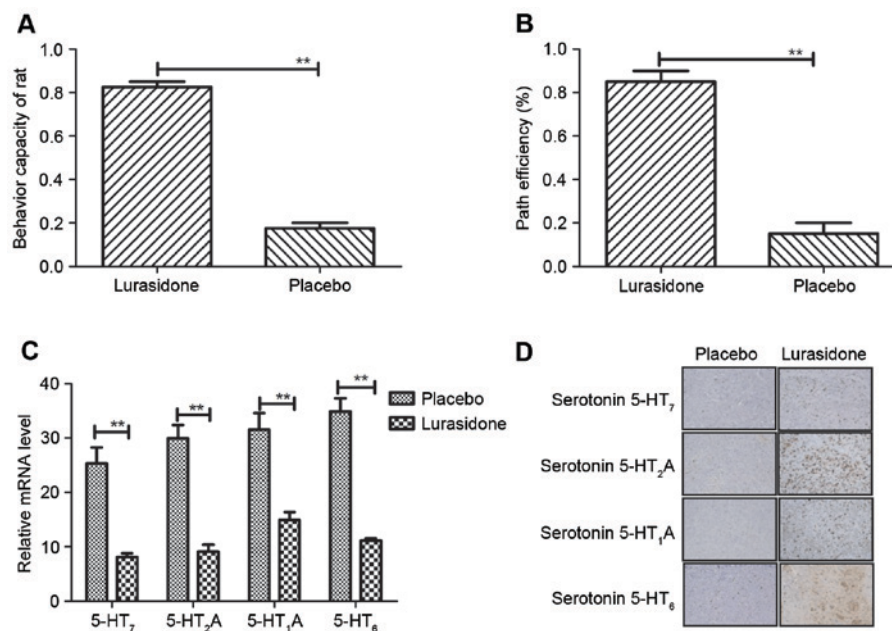 A
Behavior capacity of rat
1.0
0.8
0.6
0.4
0.2
0.0
**
Lurasidone Placebo
B
Path efficiency (%)
1.0
0.8
0.6
0.4
0.2
0.0
**
Lurasidone Placebo
C
Relative mRNA level
40
30
20
10
0
** ** ** **
Placebo
Lurasidone
5-HT₇ 5-HT₂A 5-HT₁A 5-HT₆
D
Placebo Lurasidone
Serotonin 5-HT₇
Serotonin 5-HT₂A
Serotonin 5-HT₁A
Serotonin 5-HT₆